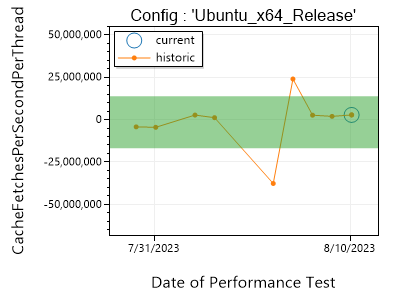 Config : 'Ubuntu_x64_Release'
CacheFetchesPerSecondPerThread
50,000,000
25,000,000
0
-25,000,000
-50,000,000
current
historic
7/31/2023
8/10/2023
Date of Performance Test